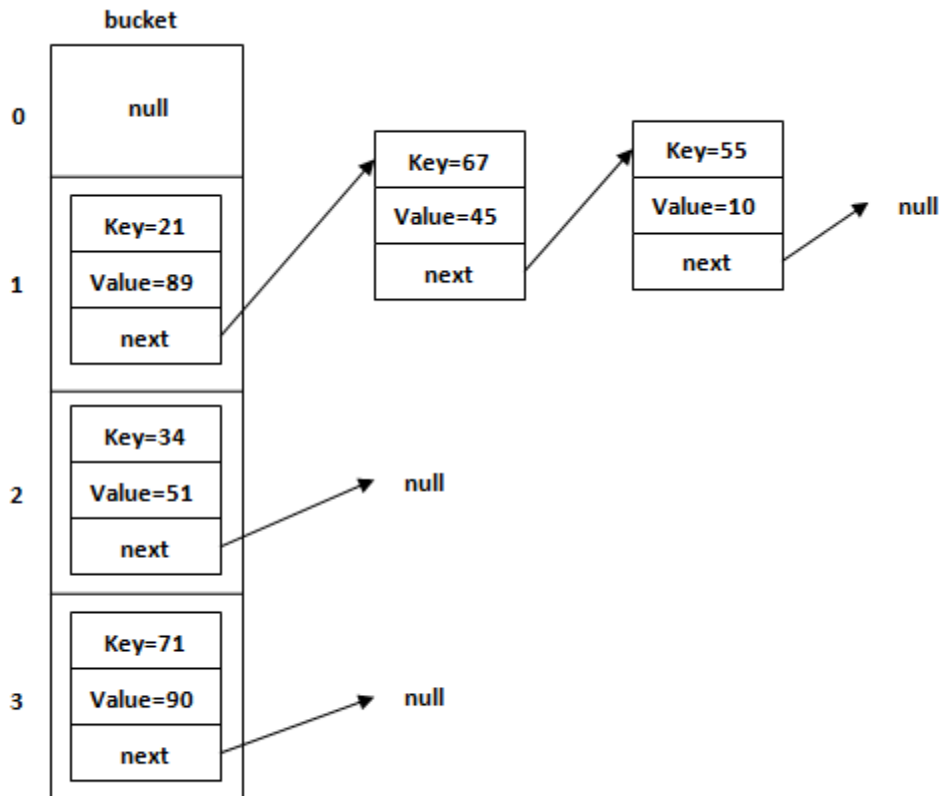 bucket
0
null
1
Key=21
Value=89
next
Key=67
Value=45
next
Key=55
Value=10
next
null
2
Key=34
Value=51
next
null
3
Key=71
Value=90
next
null